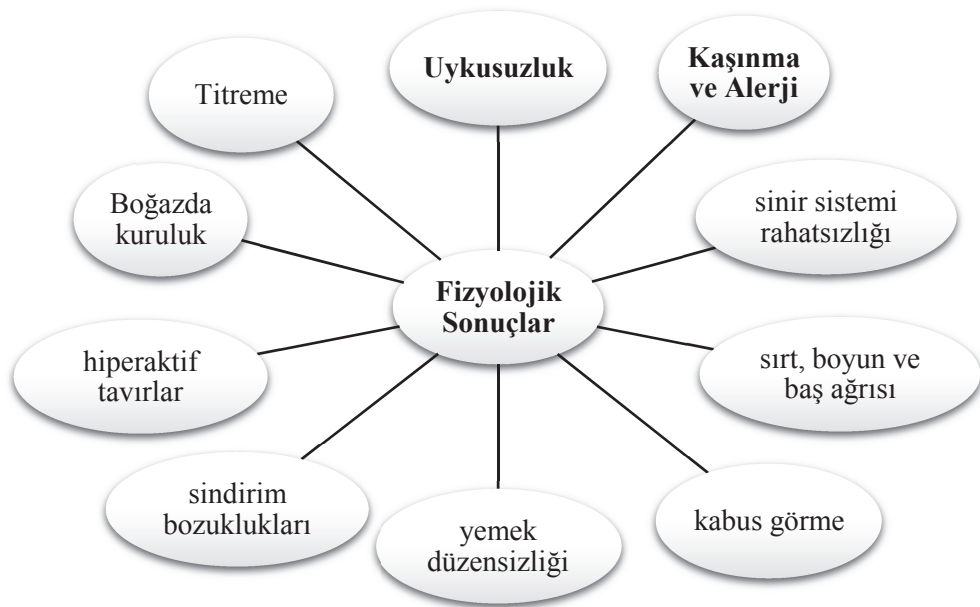 Uykusuzluk
Kaşınma
ve Alerji
Titreme
Boğazda
kuruluk
sinir sistemi
rahatsızlığı
Fizyolojik
Sonuçlar
hiperaktif
tavırlar
sırt, boyun ve
baş ağrısı
sindirim
bozuklukları
yemek
düzensizliği
kabus görme